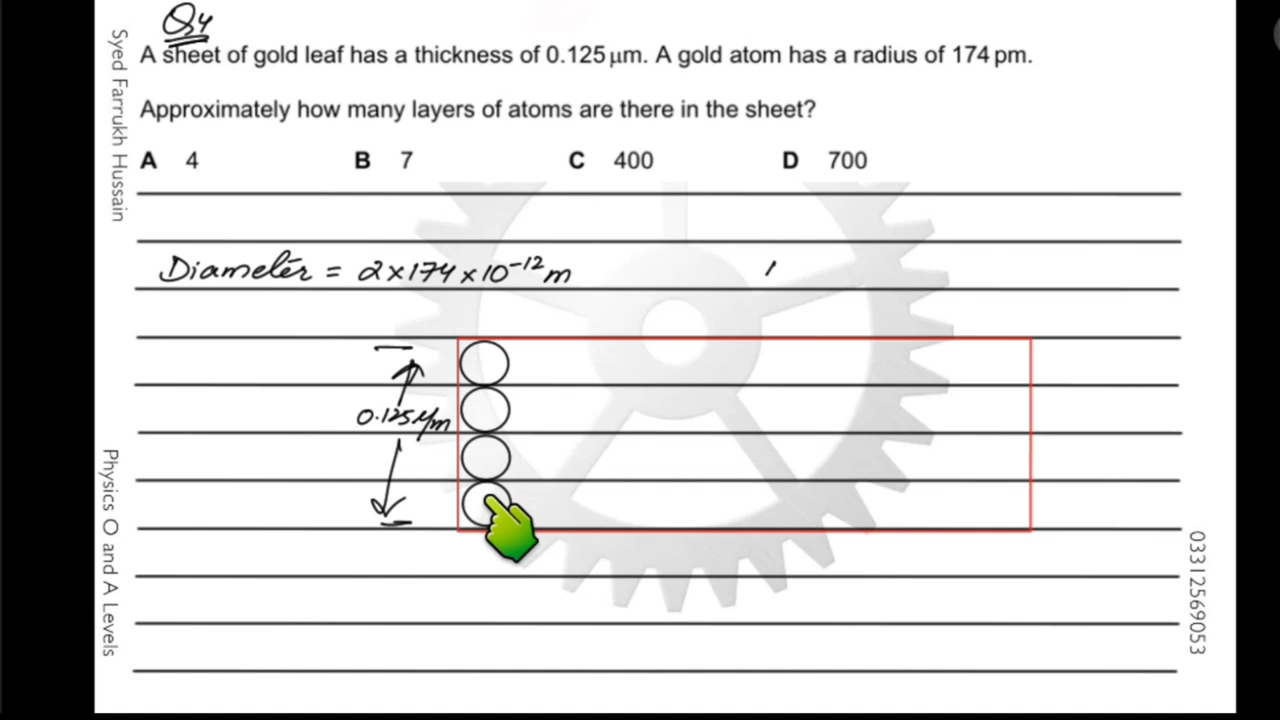 Q4
A sheet of gold leaf has a thickness of 0.125 μm. A gold atom has a radius of 174 pm.
Approximately how many layers of atoms are there in the sheet?
A 4 B 7 C 400 D 700
Diameter = 2×174×10⁻¹² m
0.125μm
Syed Farrukh Hussain
Physics O and A Levels
03312569053